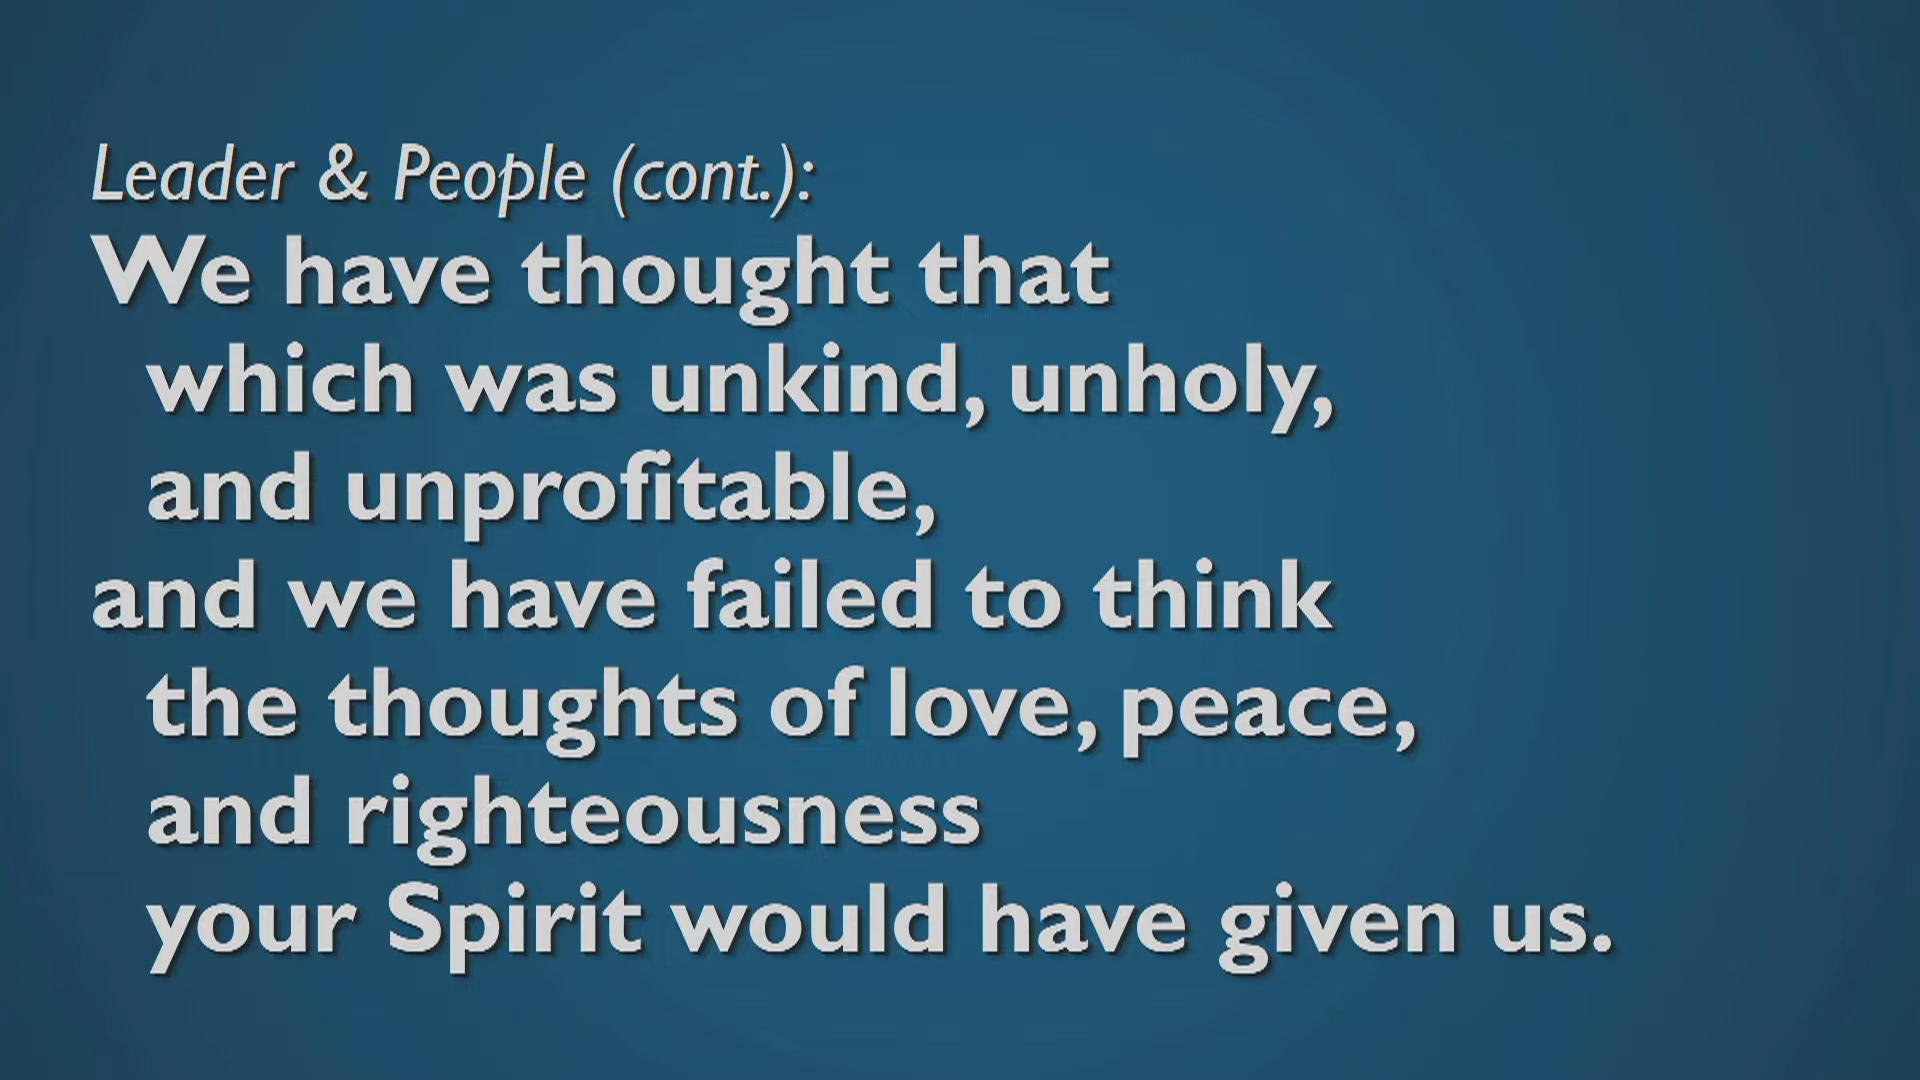 Leader & People (cont.):
We have thought that
which was unkind, unholy,
and unprofitable,
and we have failed to think
the thoughts of love, peace,
and righteousness
your Spirit would have given us.